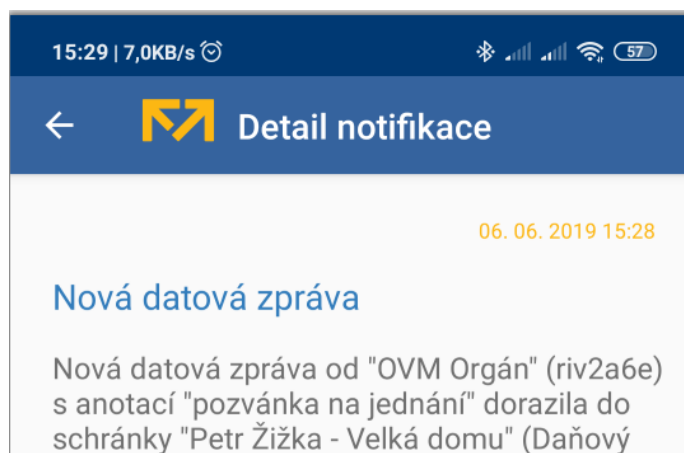 15:29 | 7,0KB/s
57
Detail notifikace
06. 06. 2019 15:28
Nová datová zpráva
Nová datová zpráva od "OVM Orgán" (riv2a6e)
s anotací "pozvánka na jednání" dorazila do
schránky "Petr Žižka - Velká domu" (Daňový